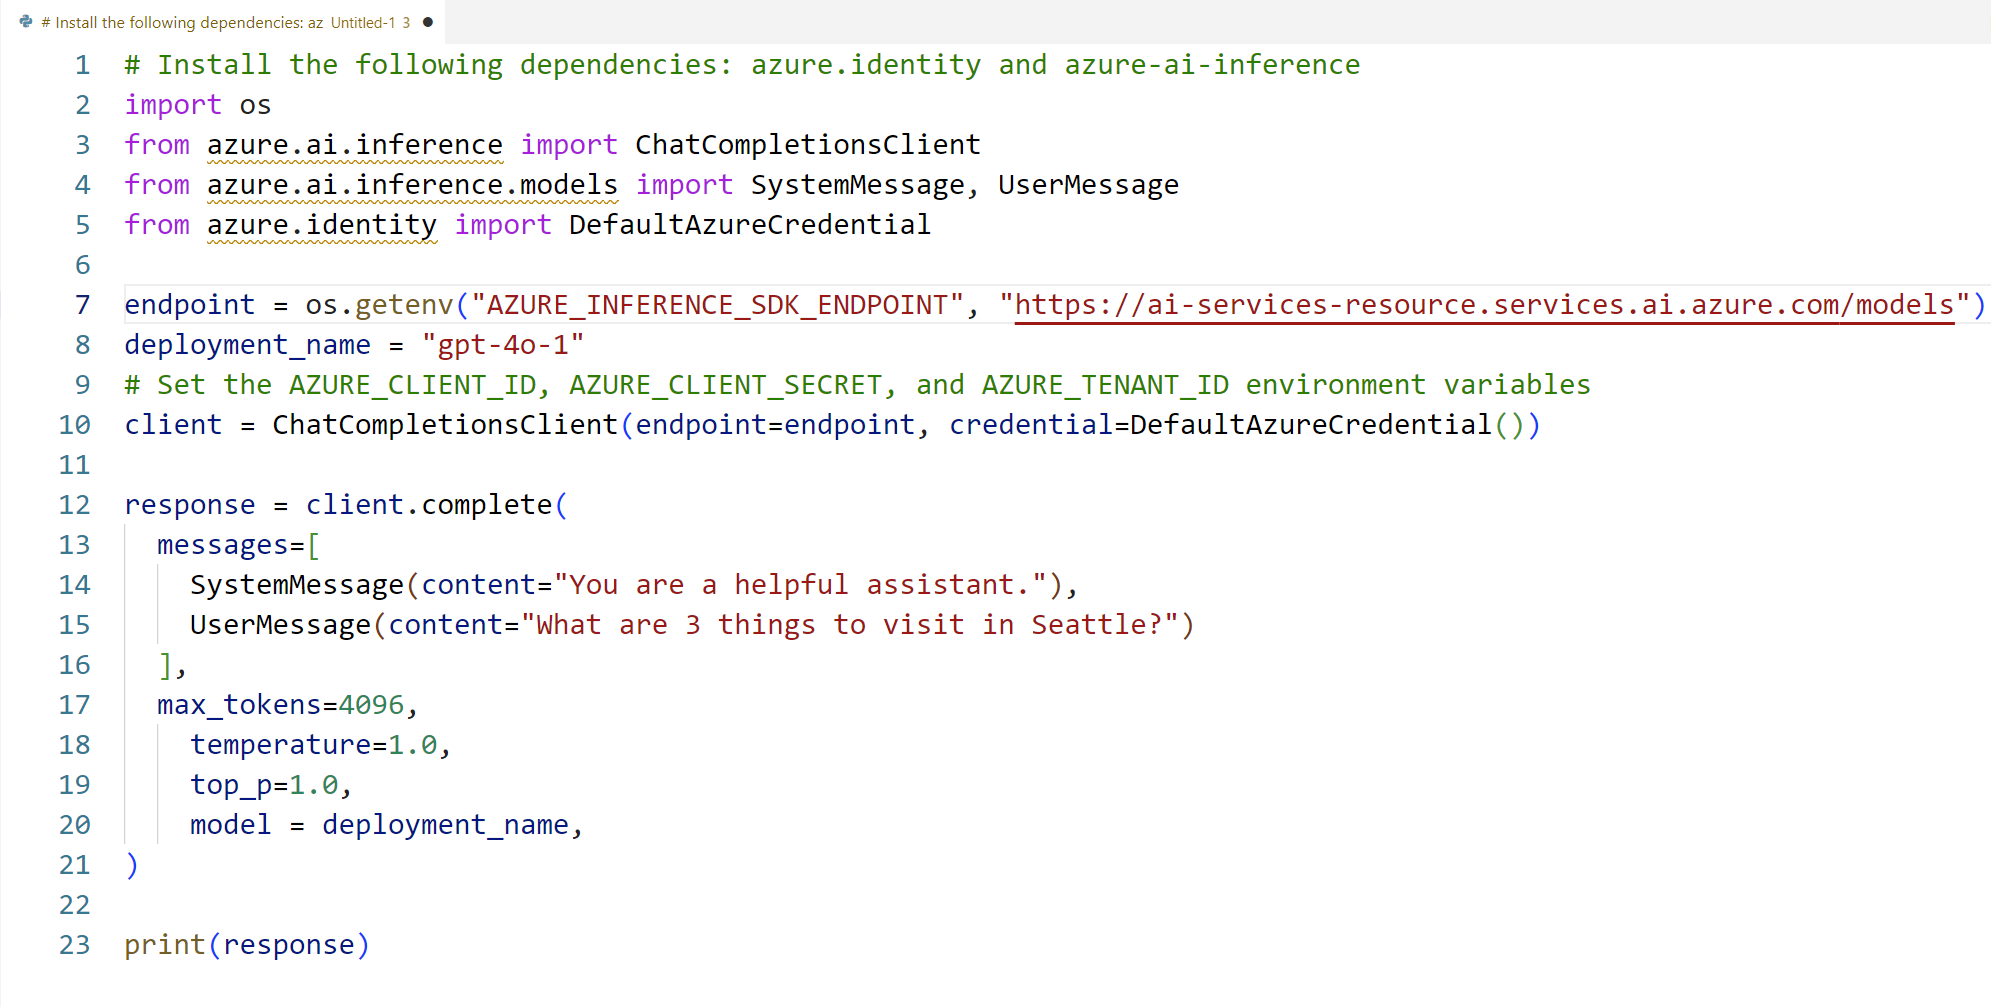 # Install the following dependencies: az Untitled-1 3
1 # Install the following dependencies: azure.identity and azure-ai-inference
2 import os
3 from azure.ai.inference import ChatCompletionsClient
4 from azure.ai.inference.models import SystemMessage, UserMessage
5 from azure.identity import DefaultAzureCredential
6
7 endpoint = os.getenv("AZURE_INFERENCE_SDK_ENDPOINT", "https://ai-services-resource.services.ai.azure.com/models")
8 deployment_name = "gpt-4o-1"
9 # Set the AZURE_CLIENT_ID, AZURE_CLIENT_SECRET, and AZURE_TENANT_ID environment variables
10 client = ChatCompletionsClient(endpoint=endpoint, credential=DefaultAzureCredential())
11
12 response = client.complete(
13   messages=[
14     SystemMessage(content="You are a helpful assistant."),
15     UserMessage(content="What are 3 things to visit in Seattle?")
16   ],
17   max_tokens=4096,
18     temperature=1.0,
19     top_p=1.0,
20     model = deployment_name,
21 )
22
23 print(response)